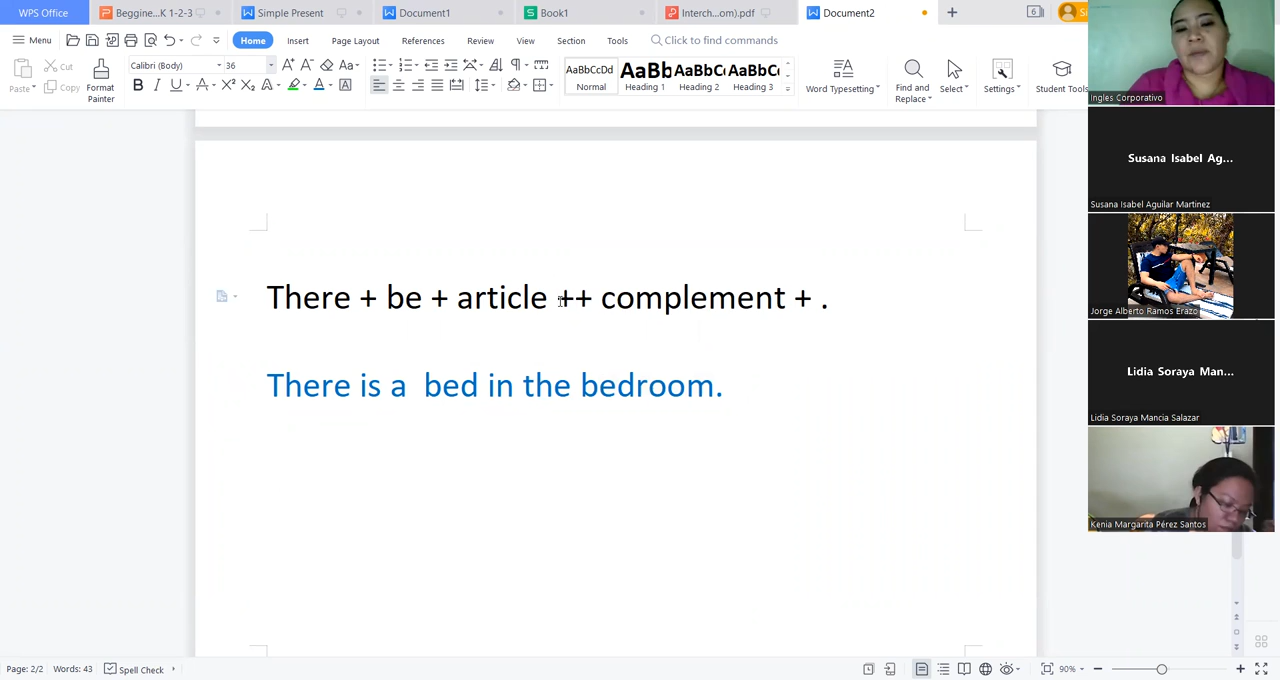 WPS Office
Beggine...K 1-2-3
Simple Present
Document1
Book1
Interch...om).pdf
Document2
6
Menu
Home
Insert
Page Layout
References
Review
View
Section
Tools
Click to find commands
Paste
Cut
Copy
Format Painter
Calibri (Body)
36
AaBbCcDd
Normal
Heading 1
Heading 2
Heading 3
Word Typesetting
Find and Replace
Select
Settings
Student Tools
Ingles Corporativo
Susana Isabel Ag...
Susana Isabel Aguilar Martinez
Jorge Alberto Ramos Erazo
Lidia Soraya Man...
Lidia Soraya Mancia Salazar
Kenia Margarita Pérez Santos
There + be + article ++ complement + .
There is a  bed in the bedroom.
Page: 2/2
Words: 43
Spell Check
90%